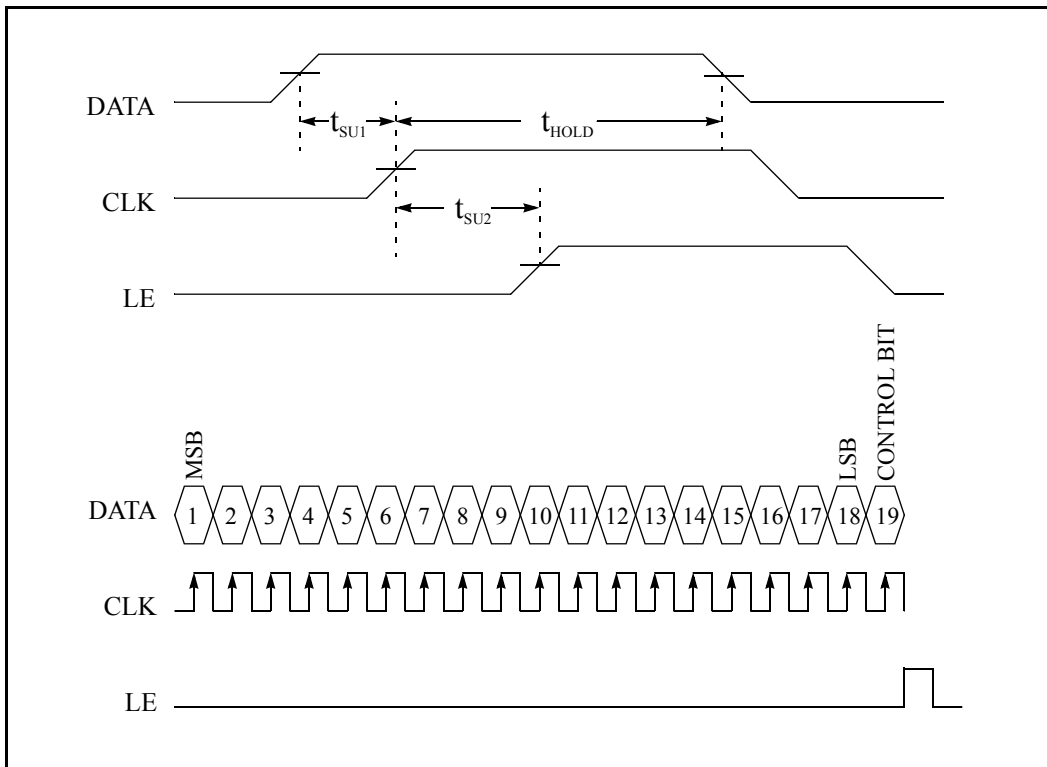 DATA
tSU1
tHOLD
CLK
tSU2
LE
MSB
LSB
CONTROL BIT
DATA
1 2 3 4 5 6 7 8 9 10 11 12 13 14 15 16 17 18 19
CLK
LE